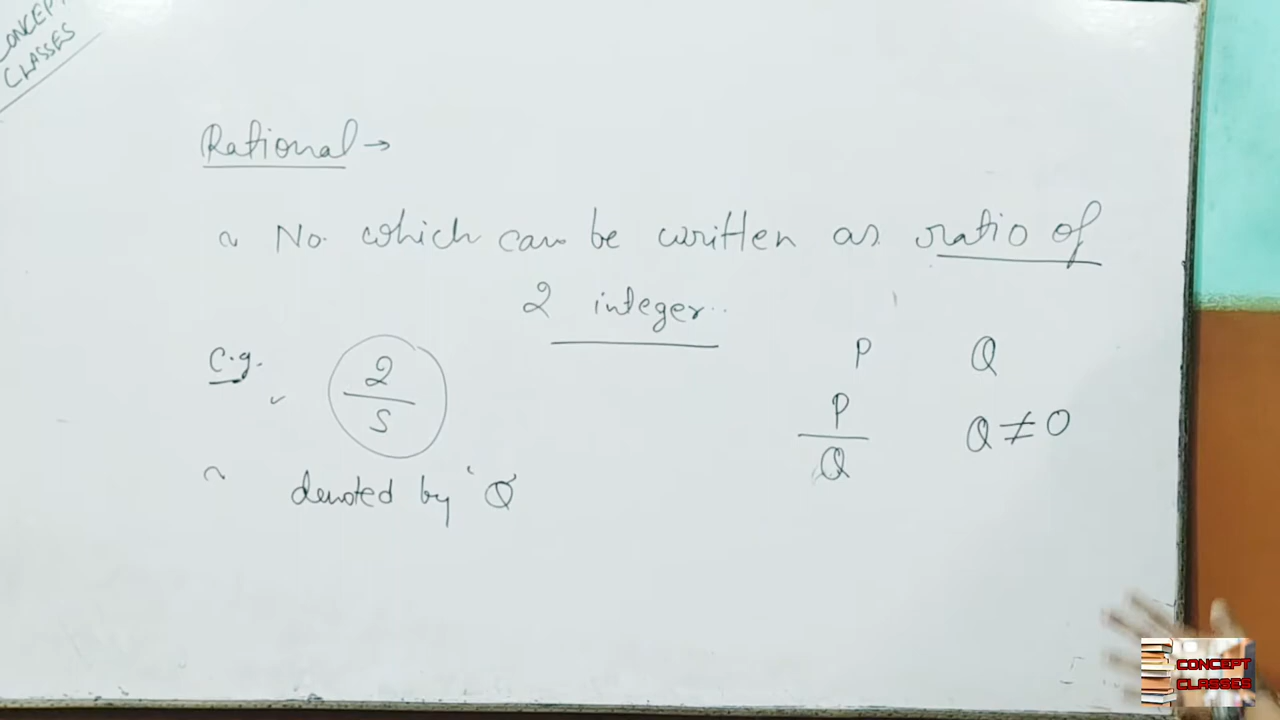 CONCEPT
CLASSES
Rational →
~ No. which can be written as ratio of
2 integer..
e.g. 2/5
P Q
P/Q Q ≠ 0
~ denoted by 'Q'
CONCEPT
CLASSES